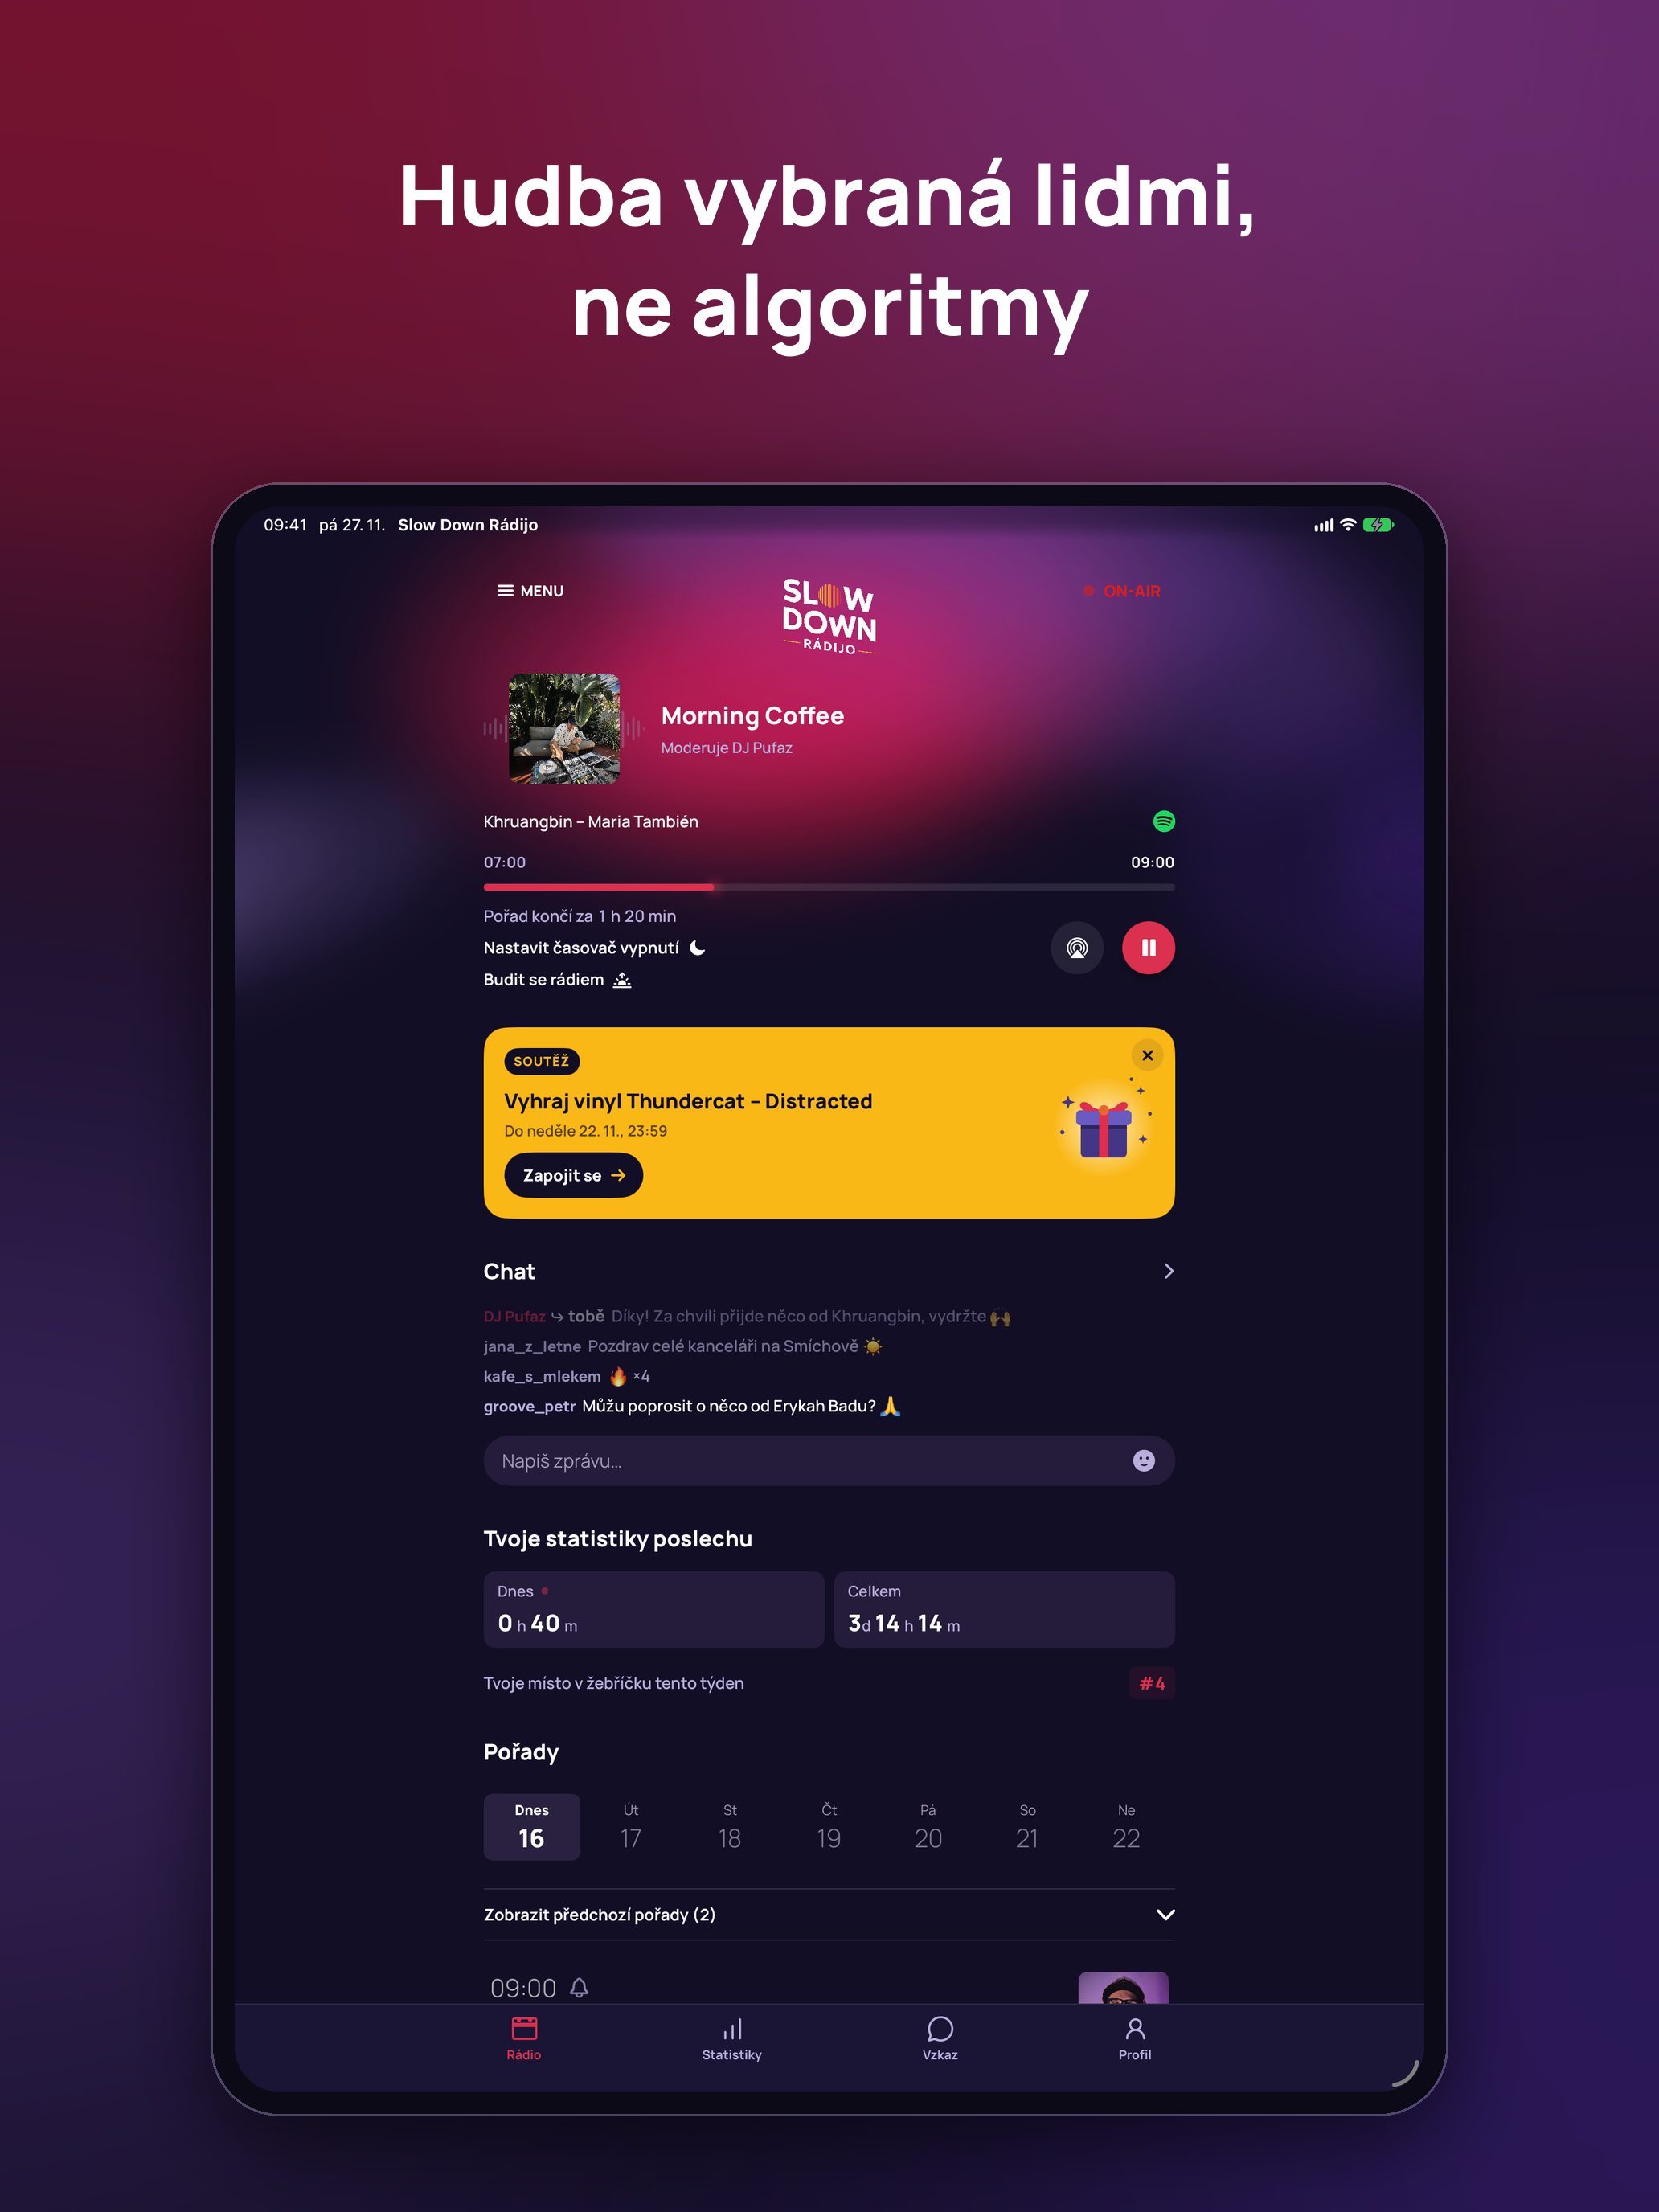 Hudba vybraná lidmi,
ne algoritmy
09:41 pá 27. 11. Slow Down Rádijo
MENU
SLOW
DOWN
RÁDIJO
ON-AIR
Morning Coffee
Moderuje DJ Pufaz
Khruangbin – Maria También
07:00 09:00
Pořad končí za 1 h 20 min
Nastavit časovač vypnutí
Budit se rádiem
SOUTĚŽ
Vyhraj vinyl Thundercat – Distracted
Do neděle 22. 11., 23:59
Zapojit se →
Chat
DJ Pufaz ↪ tobě Díky! Za chvíli přijde něco od Khruangbin, vydržte 🙌
jana_z_letne Pozdrav celé kanceláři na Smíchově ☀️
kafe_s_mlekem 🔥 ×4
groove_petr Můžu poprosit o něco od Erykah Badu? 🙏
Napiš zprávu...
Tvoje statistiky poslechu
Dnes Celkem
0 h 40 m 3d 14 h 14 m
Tvoje místo v žebříčku tento týden #4
Pořady
Dnes Út St Čt Pá So Ne
16 17 18 19 20 21 22
Zobrazit předchozí pořady (2)
09:00
Rádio Statistiky Vzkaz Profil